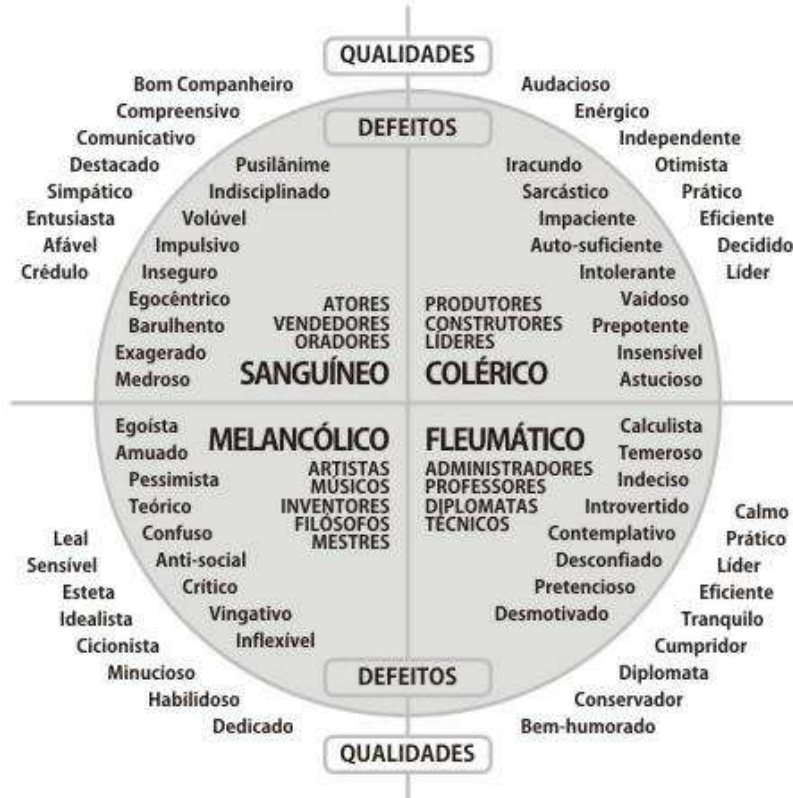 QUALIDADES
DEFEITOS
Bom Companheiro
Compreensivo
Comunicativo
Destacado
Simpático
Entusiasta
Afável
Crédulo
Pusilânime
Indisciplinado
Volúvel
Impulsivo
Inseguro
Egocêntrico
Barulhento
Exagerado
Medroso
ATORES
VENDEDORES
ORADORES
SANGUÍNEO
Audacioso
Enérgico
Independente
Otimista
Prático
Eficiente
Decidido
Líder
Iracundo
Sarcástico
Impaciente
Auto-suficiente
Intolerante
Vaidoso
Prepotente
Insensível
Astucioso
PRODUTORES
CONSTRUTORES
LÍDERES
COLÉRICO
Egoísta
Amuado
Pessimista
Teórico
Confuso
Anti-social
Crítico
Vingativo
Inflexível
MELANCÓLICO
ARTISTAS
MÚSICOS
INVENTORES
FILÓSOFOS
MESTRES
Leal
Sensível
Esteta
Idealista
Cicionista
Minucioso
Habilidoso
Dedicado
FLEUMÁTICO
ADMINISTRADORES
PROFESSORES
DIPLOMATAS
TÉCNICOS
Calculista
Temeroso
Indeciso
Introvertido
Contemplativo
Desconfiado
Pretencioso
Desmotivado
Calmo
Prático
Líder
Eficiente
Tranquilo
Cumpridor
Diplomata
Conservador
Bem-humorado
DEFEITOS
QUALIDADES